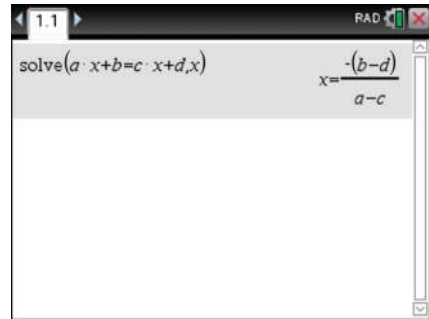 1.1 RAD
solve(a·x+b=c·x+d,x) x=-(b-d)/a-c